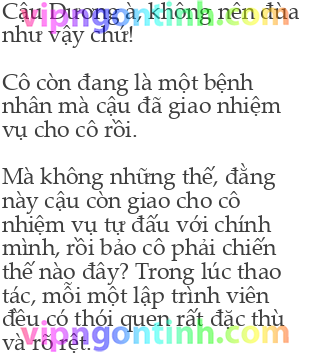 vipngontinh.com
Cậu Dương à, không nên đùa
như vậy chứ!
Cô còn đang là một bệnh
nhân mà cậu đã giao nhiệm
vụ cho cô rồi.
Mà không những thế, đằng
này cậu còn giao cho cô
nhiệm vụ tự đấu với chính
mình, rồi bảo cô phải chiến
thế nào đây? Trong lúc thao
tác, mỗi một lập trình viên
đều có thói quen rất đặc thù
và rõ rệt.
vipngontinh.com